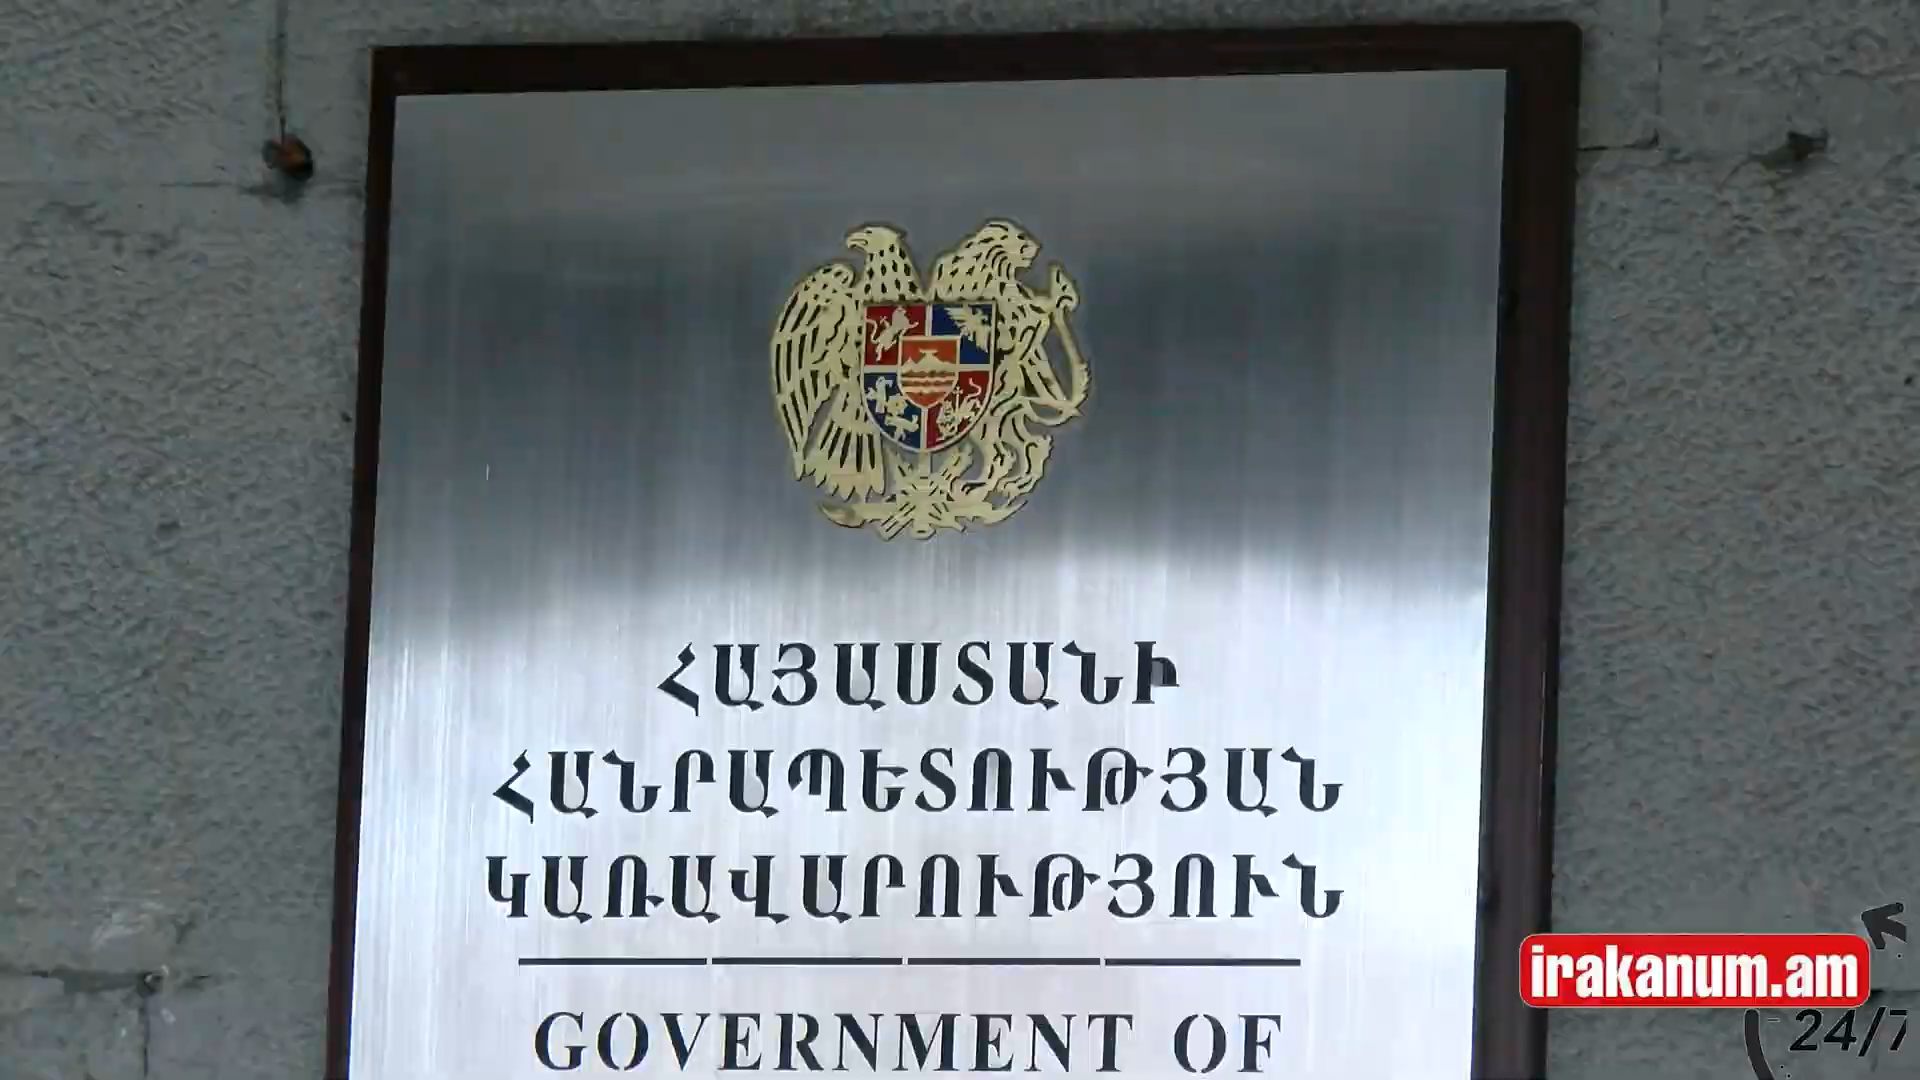 ՀԱՅԱՍՏԱՆԻ
ՀԱՆՐԱՊԵՏՈՒԹՅԱՆ
ԿԱՌԱՎԱՐՈՒԹՅՈՒՆ
GOVERNMENT OF
irakanum.am
24/7